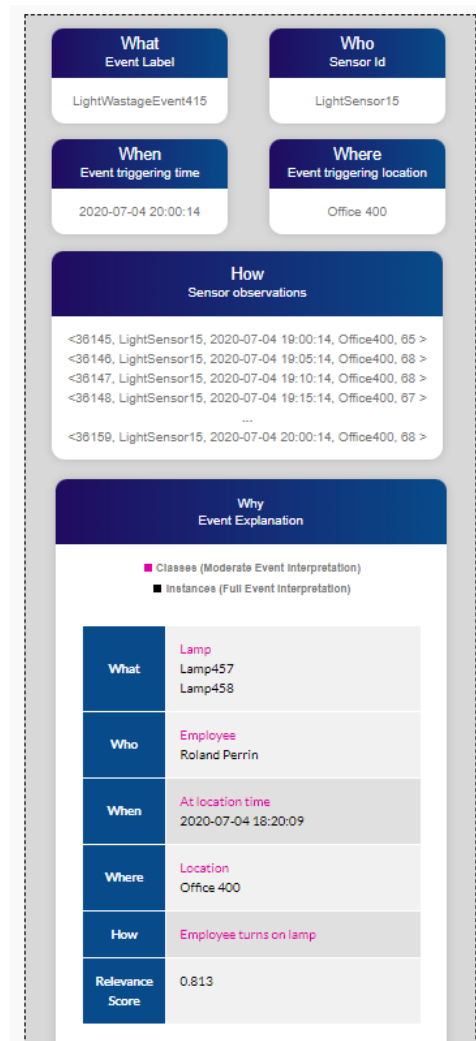 What
Event Label
LightWastageEvent415
Who
Sensor Id
LightSensor15
When
Event triggering time
2020-07-04 20:00:14
Where
Event triggering location
Office 400
How
Sensor observations
<36145, LightSensor15, 2020-07-04 19:00:14, Office400, 65 >
<36146, LightSensor15, 2020-07-04 19:05:14, Office400, 68 >
<36147, LightSensor15, 2020-07-04 19:10:14, Office400, 68 >
<36148, LightSensor15, 2020-07-04 19:15:14, Office400, 67 >
...
<36159, LightSensor15, 2020-07-04 20:00:14, Office400, 68 >
Why
Event Explanation
Classes (Moderate Event Interpretation)
Instances (Full Event Interpretation)
What
Lamp
Lamp457
Lamp458
Who
Employee
Roland Perrin
When
At location time
2020-07-04 18:20:09
Where
Location
Office 400
How
Employee turns on lamp
Relevance
Score
0.813